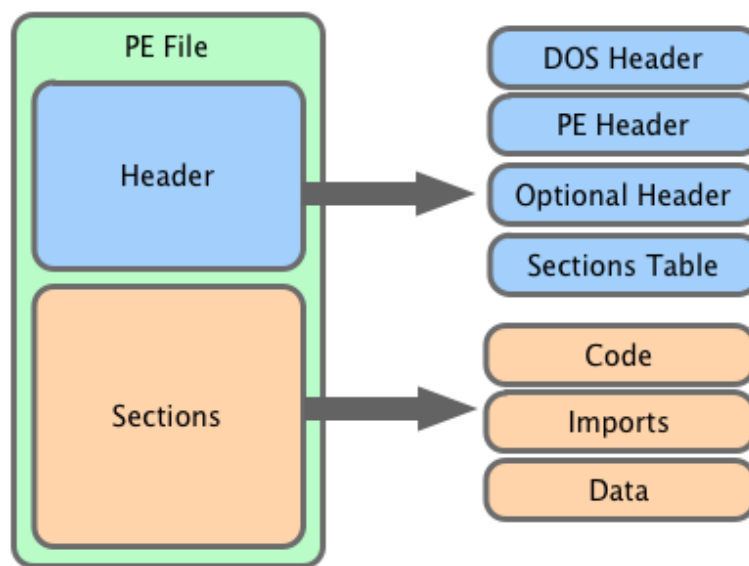 PE File
Header
Sections
DOS Header
PE Header
Optional Header
Sections Table
Code
Imports
Data